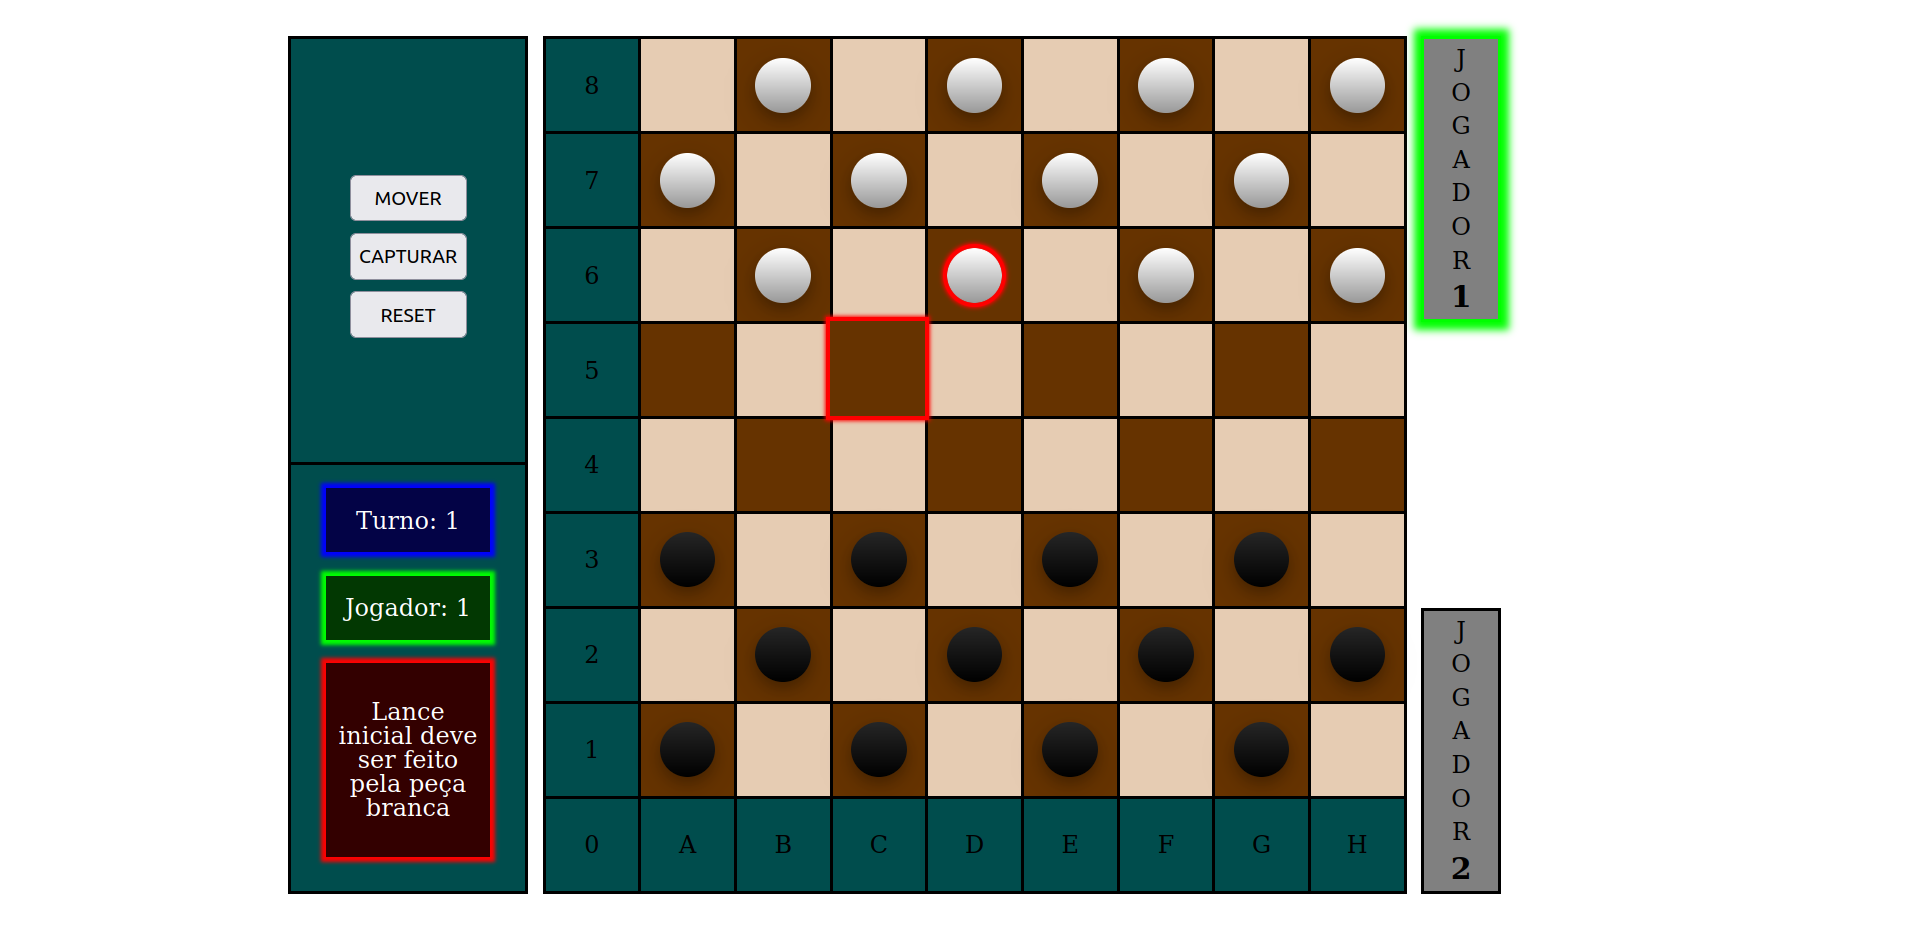 MOVER
CAPTURAR
RESET
Turno: 1
Jogador: 1
Lance
inicial deve
ser feito
pela peça
branca
8
7
6
5
4
3
2
1
0 A B C D E F G H
J
O
G
A
D
O
R
1
J
O
G
A
D
O
R
2